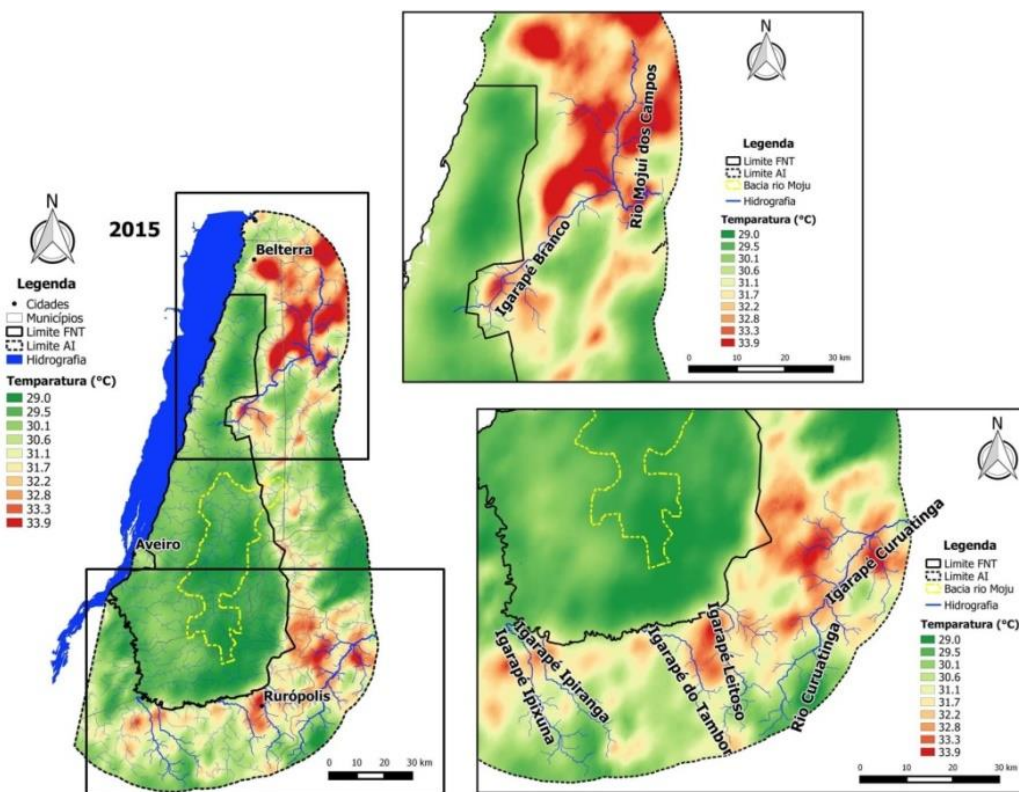 2015
N
Legenda
Cidades
Municípios
Limite FNT
Limite AI
Hidrografia
Temparatura (°C)
29.0
29.5
30.1
30.6
31.1
31.7
32.2
32.8
33.3
33.9
Belterra
Aveiro
Rurópolis
0 10 20 30 km
N
Legenda
Limite FNT
Limite AI
Bacia rio Moju
Hidrografia
Temparatura (°C)
29.0
29.5
30.1
30.6
31.1
31.7
32.2
32.8
33.3
33.9
Rio Mojuí dos Campos
Igarapé Branco
0 10 20 30 km
N
Legenda
Limite FNT
Limite AI
Bacia rio Moju
Hidrografia
Temparatura (°C)
29.0
29.5
30.1
30.6
31.1
31.7
32.2
32.8
33.3
33.9
Igarapé Ipixuna
Igarapé Ipiranga
Igarapé do Tambor
Igarapé Leitoso
Rio Curuatinga
Igarapé Curuatinga
0 10 20 30 km